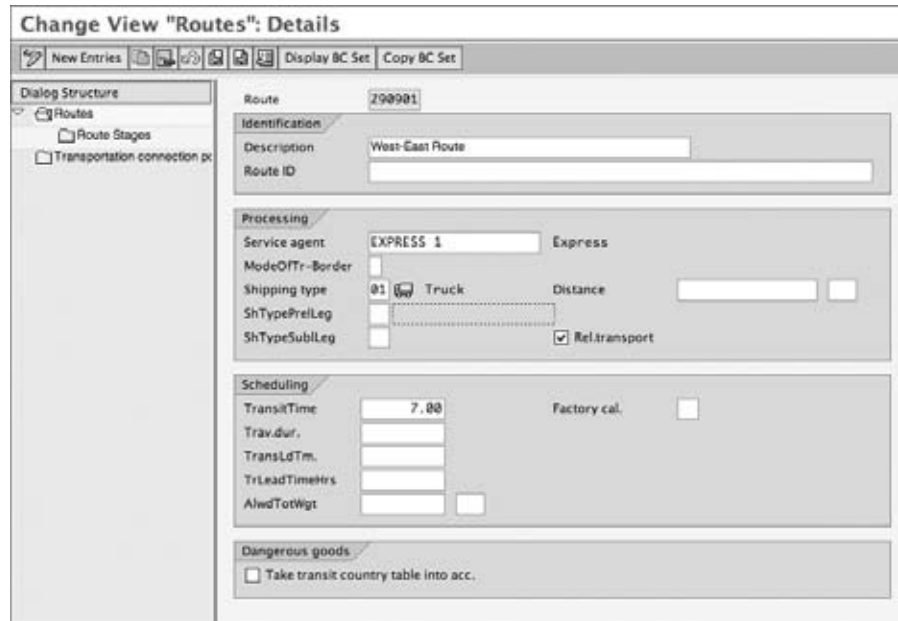 Change View "Routes": Details
New Entries Display BC Set Copy BC Set
Dialog Structure
Routes
Route Stages
Transportation connection pc
Route 290901
Identification
Description West-East Route
Route ID
Processing
Service agent EXPRESS 1 Express
ModeOfTr-Border
Shipping type 01 Truck Distance
ShTypePrelLeg
ShTypeSublLeg Rel.transport
Scheduling
TransitTime 7.00 Factory cal.
Trav.dur.
TransLdTm.
TrLeadTimeHrs
AlwdTotWgt
Dangerous goods
Take transit country table into acc.